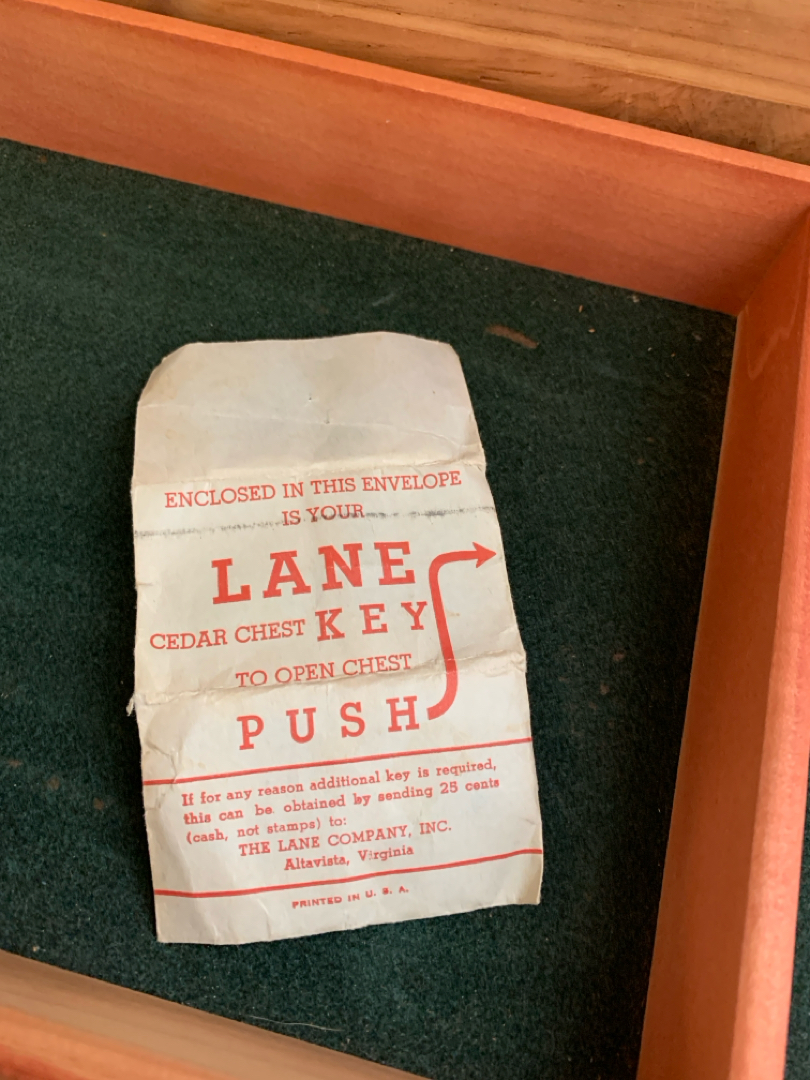 ENCLOSED IN THIS ENVELOPE
IS YOUR
LANE
CEDAR CHEST KEY
TO OPEN CHEST
PUSH
If for any reason additional key is required,
this can be obtained by sending 25 cents
(cash, not stamps) to:
THE LANE COMPANY, INC.
Altavista, Virginia
PRINTED IN U. S. A.